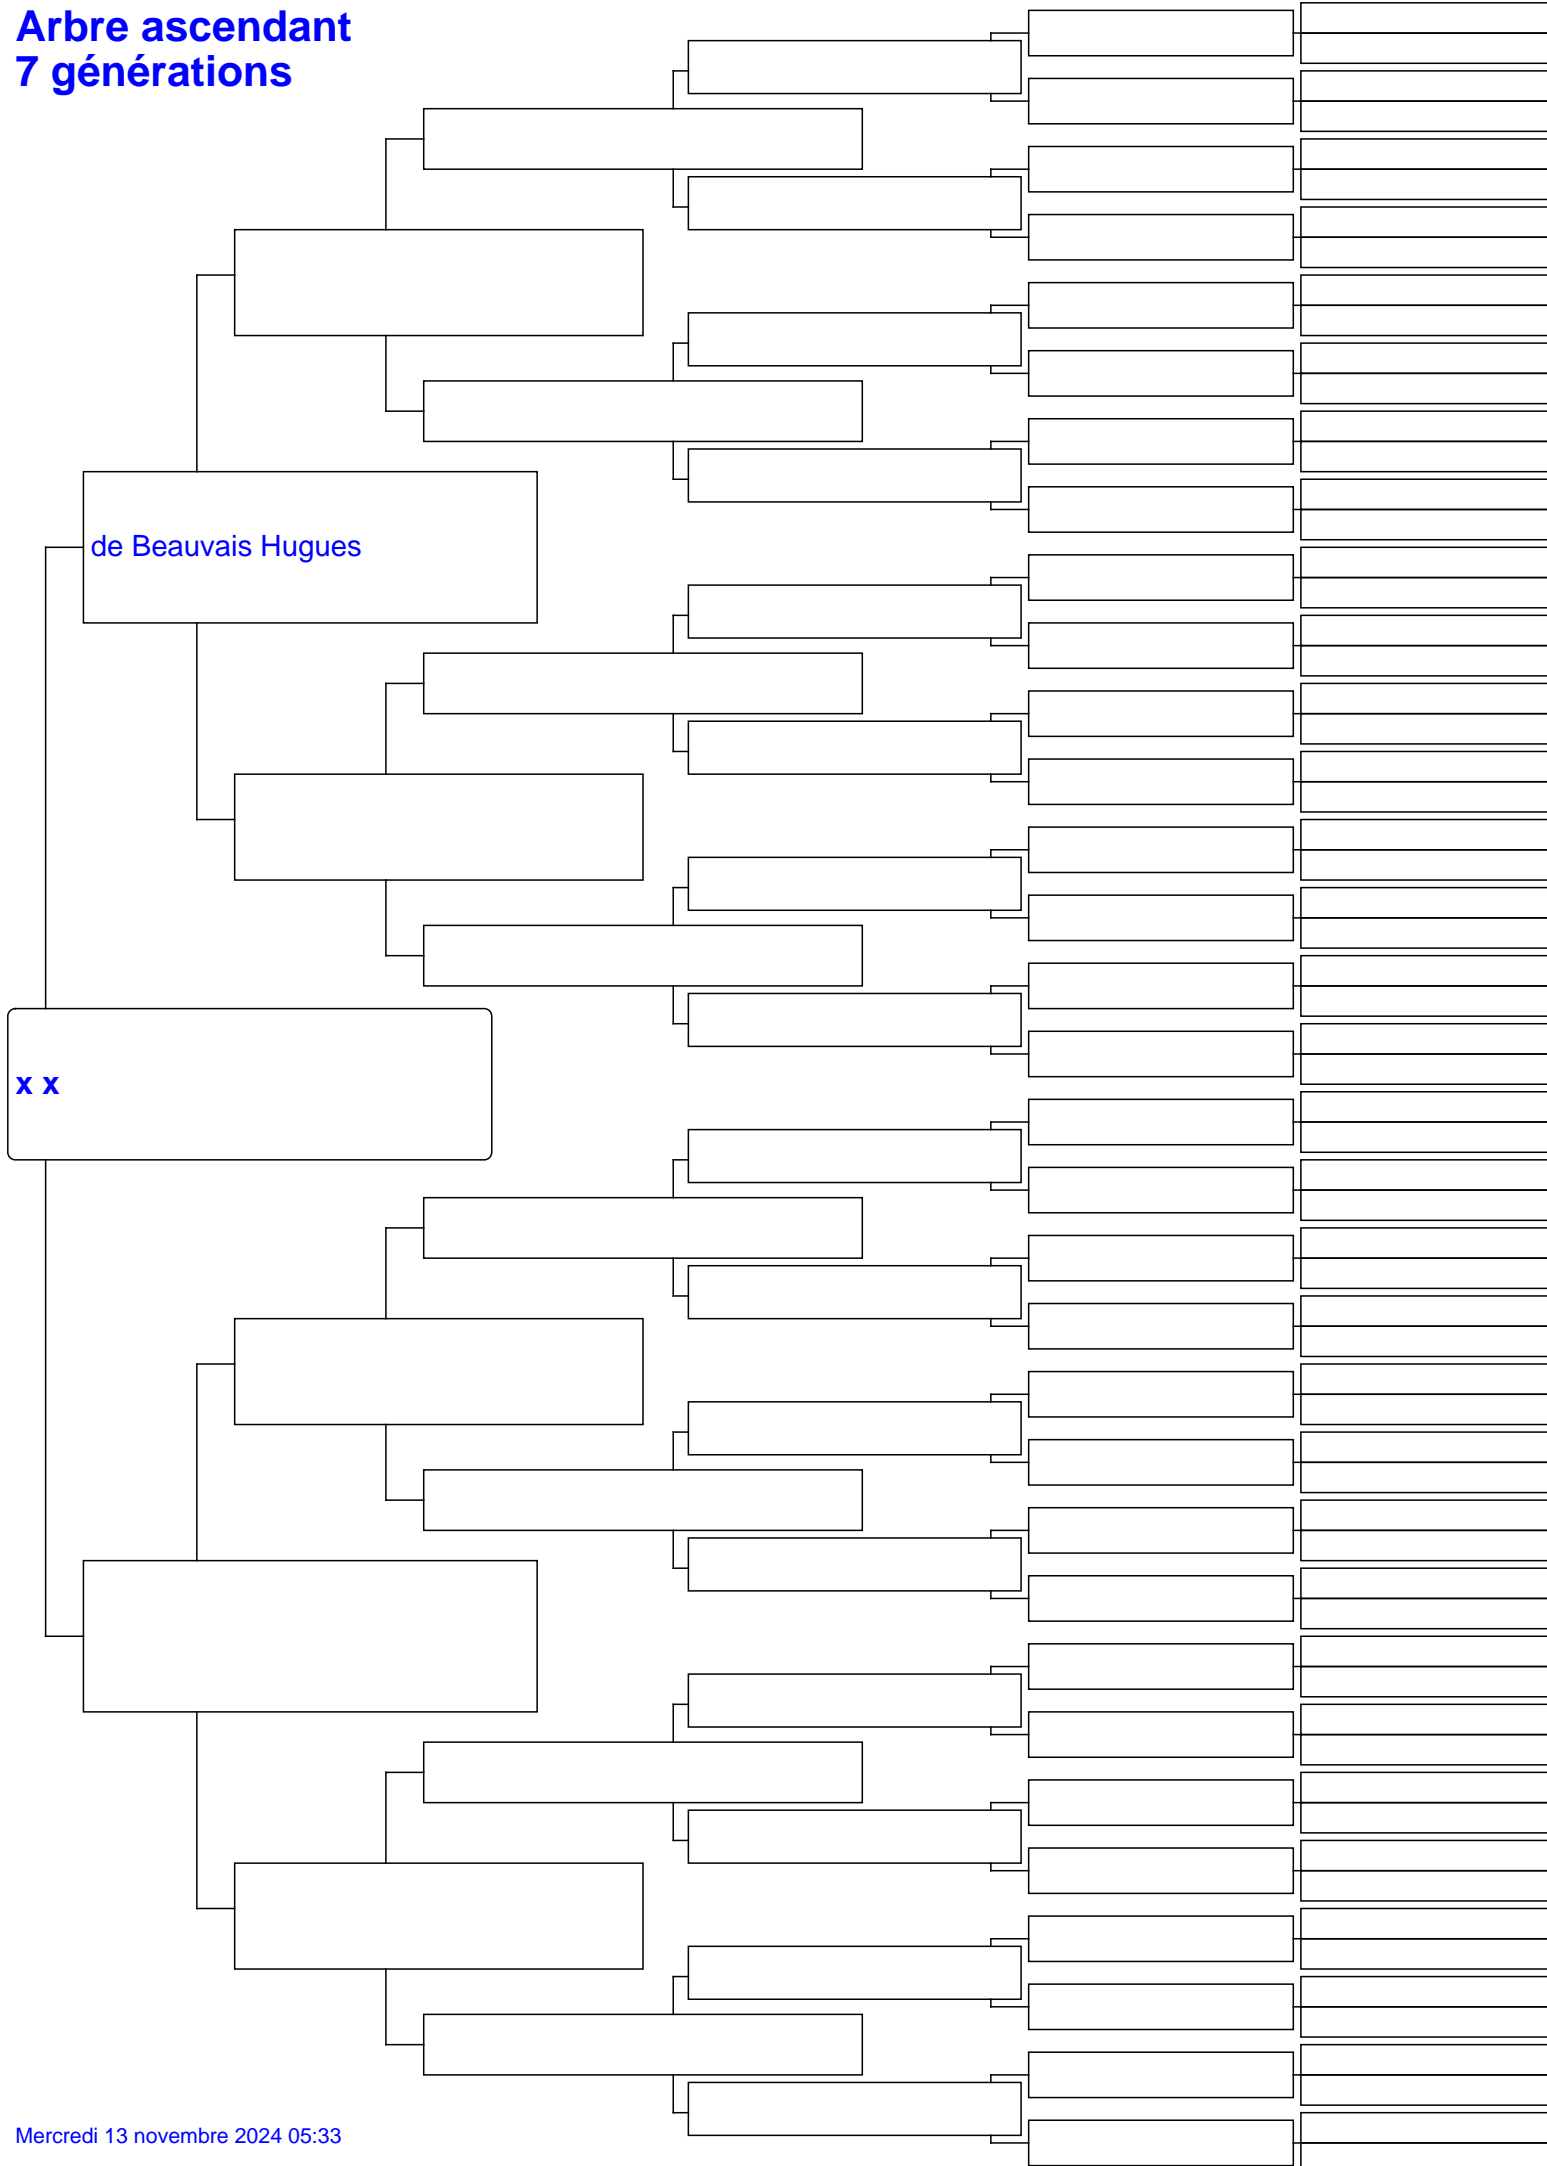 Arbre ascendant
7 générations
de Beauvais Hugues
x x
Mercredi 13 novembre 2024 05:33